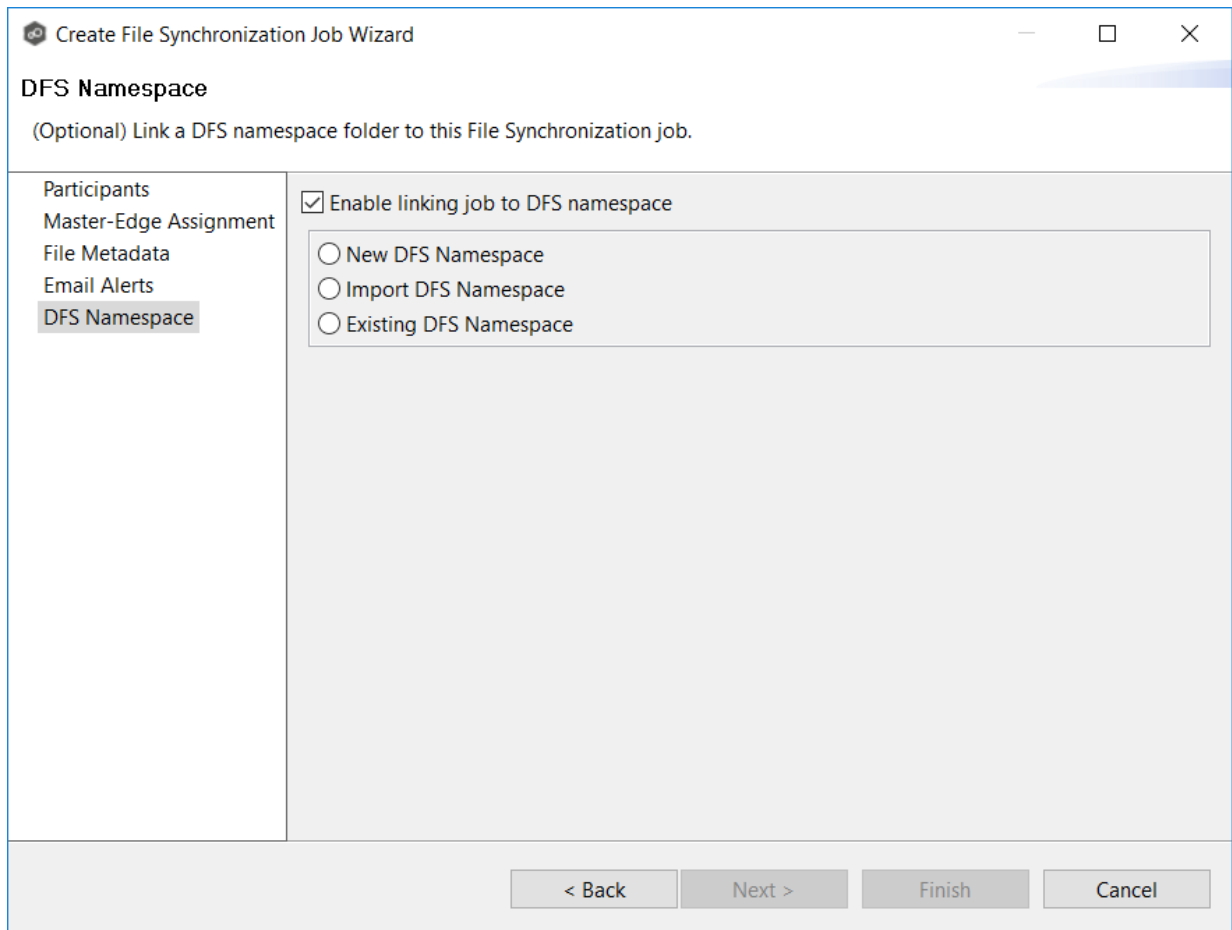 Create File Synchronization Job Wizard
DFS Namespace
(Optional) Link a DFS namespace folder to this File Synchronization job.
Participants
Master-Edge Assignment
File Metadata
Email Alerts
DFS Namespace
Enable linking job to DFS namespace
New DFS Namespace
Import DFS Namespace
Existing DFS Namespace
< Back
Next >
Finish
Cancel